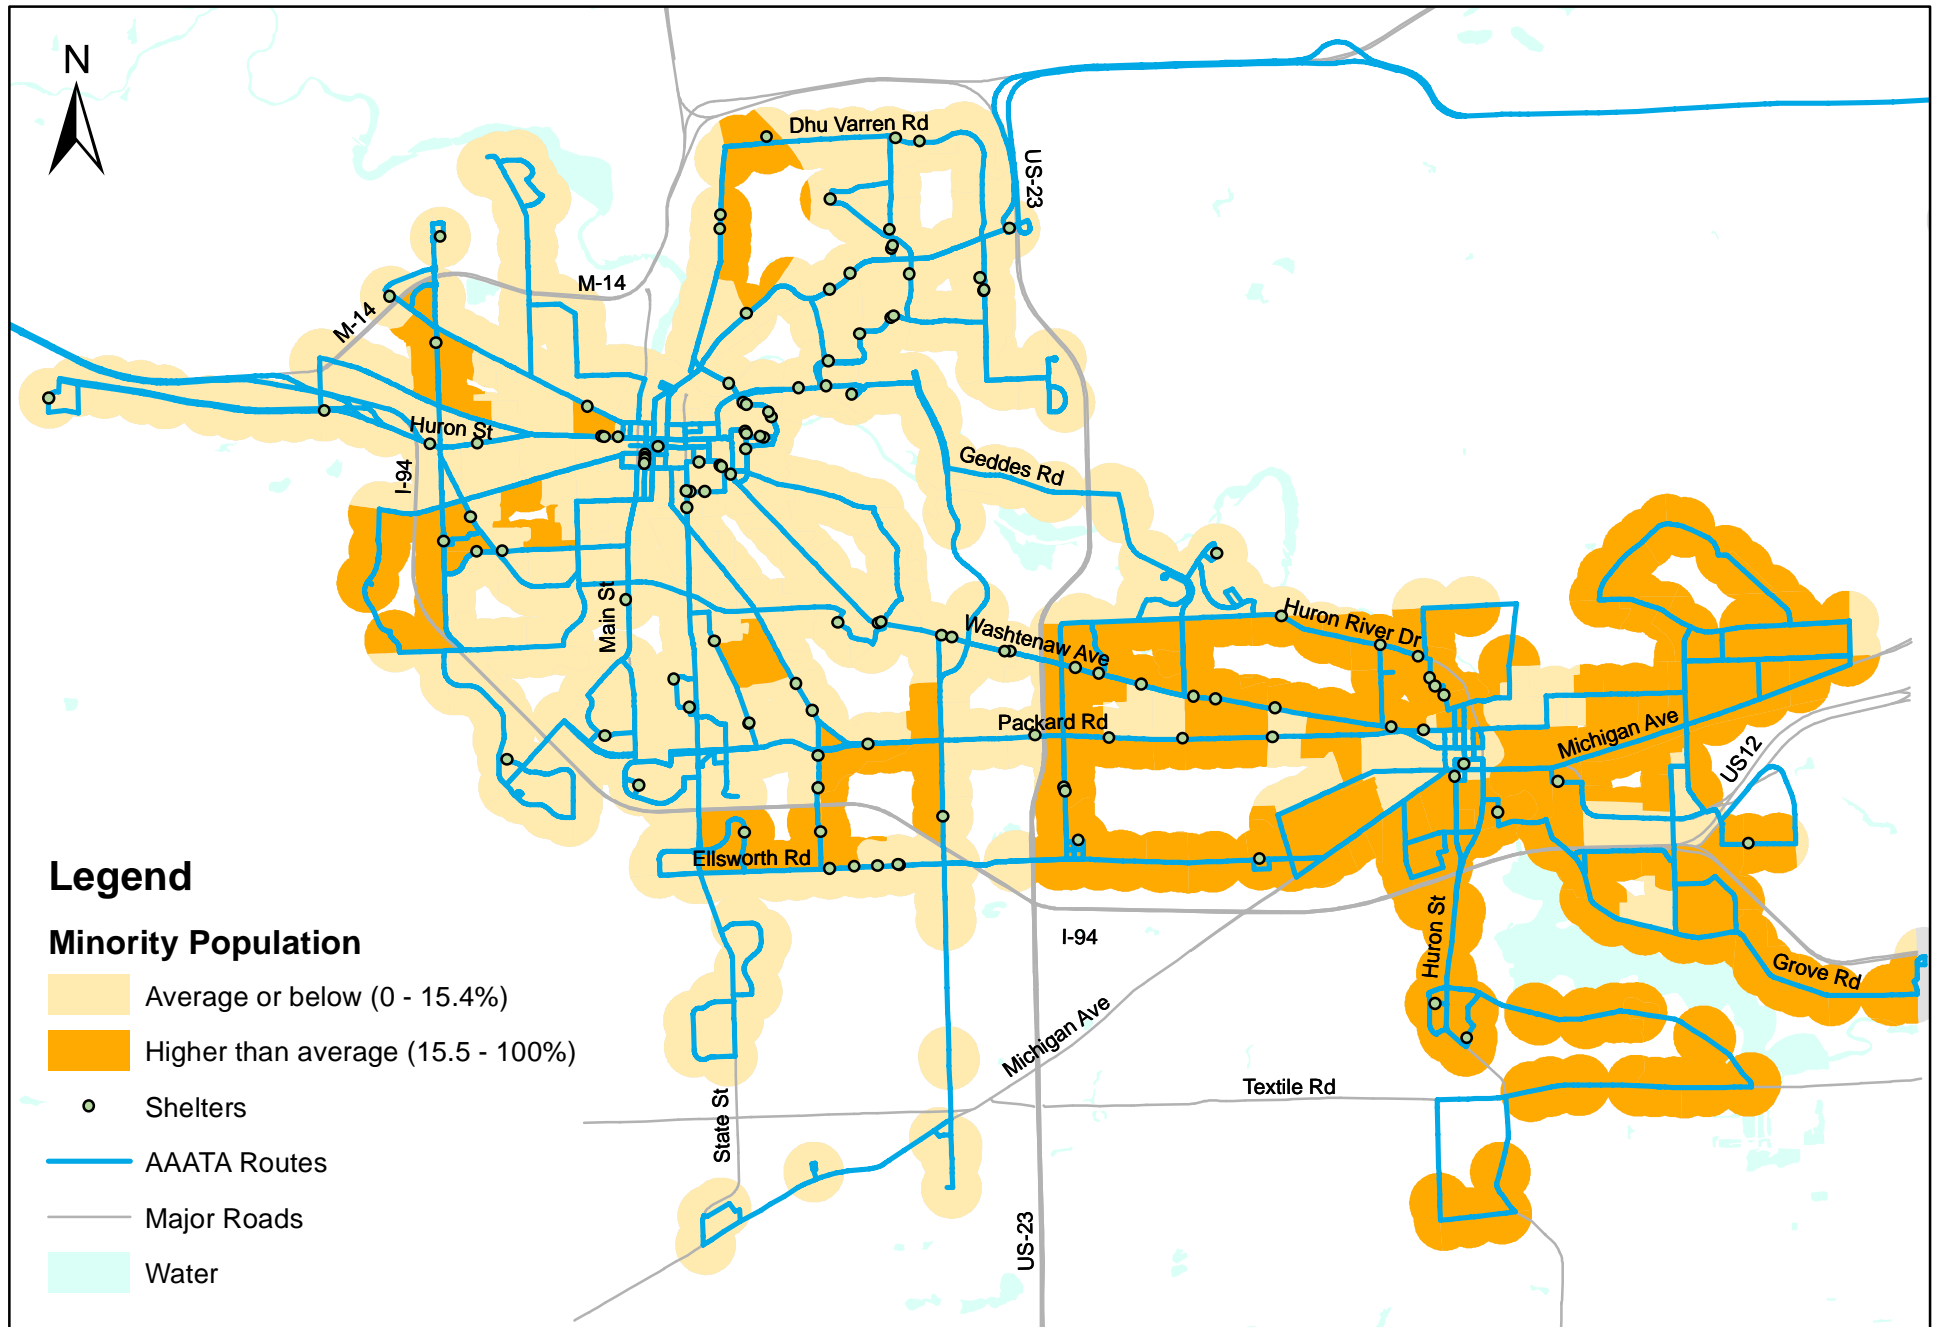 N
Dhu Varren Rd
US-23
M-14
M-14
Huron St
I-94
Geddes Rd
Main St
Washtenaw Ave
Huron River Dr
Packard Rd
Michigan Ave
US12
Ellsworth Rd
Huron St
I-94
Grove Rd
Michigan Ave
Textile Rd
State St
US-23
Legend
Minority Population
Average or below (0 - 15.4%)
Higher than average (15.5 - 100%)
Shelters
AAATA Routes
Major Roads
Water